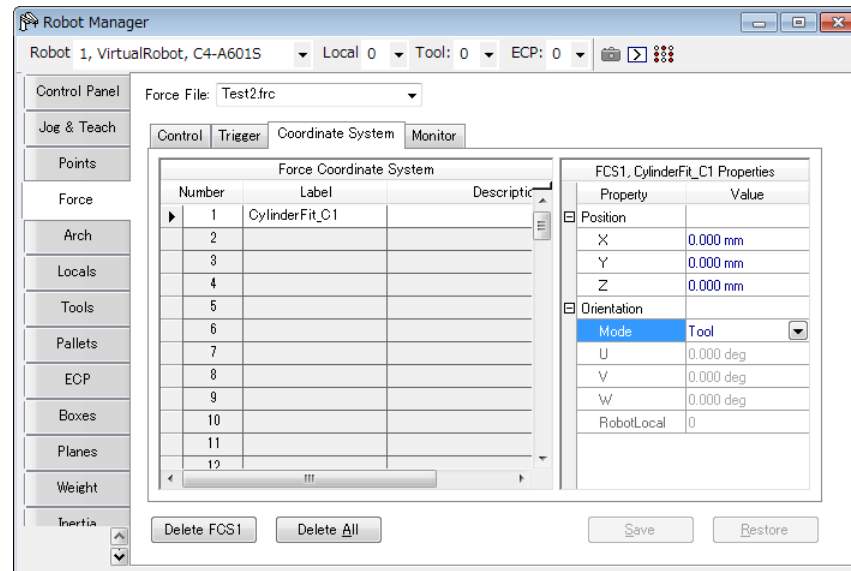 Robot Manager
Robot 1, VirtualRobot, C4-A601S Local 0 Tool: 0 ECP: 0
Control Panel
Jog & Teach
Points
Force
Arch
Locals
Tools
Pallets
ECP
Boxes
Planes
Weight
Inertia
Force File: Test2.frc
Control Trigger Coordinate System Monitor
Force Coordinate System
Number Label Descriptio
1 CylinderFit_C1
2
3
4
5
6
7
8
9
10
11
12
FCS1, CylinderFit_C1 Properties
Property Value
Position
X 0.000 mm
Y 0.000 mm
Z 0.000 mm
Orientation
Mode Tool
U 0.000 deg
V 0.000 deg
W 0.000 deg
RobotLocal 0
Delete FCS1 Delete All Save Restore